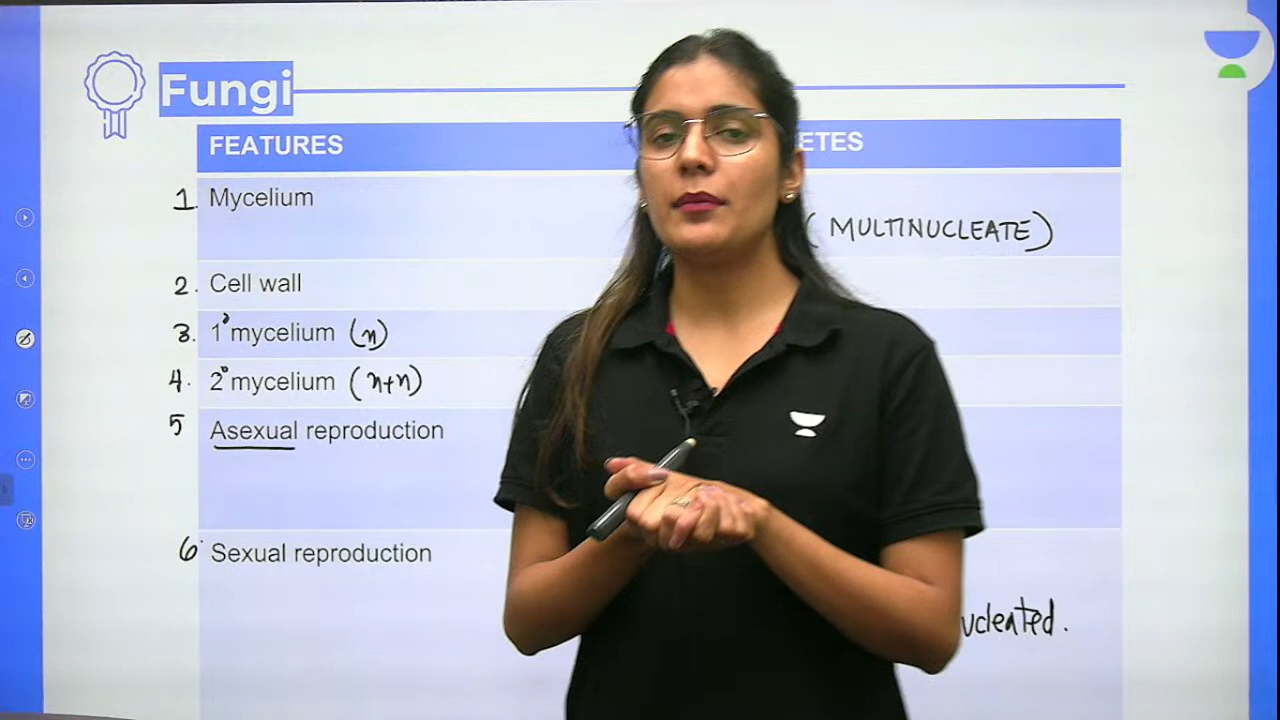 Fungi
FEATURES ETES
1. Mycelium
( MULTINUCLEATE )
2. Cell wall
3. 1° mycelium (n)
4. 2° mycelium (n+n)
5 Asexual reproduction
6. Sexual reproduction
ucleated.